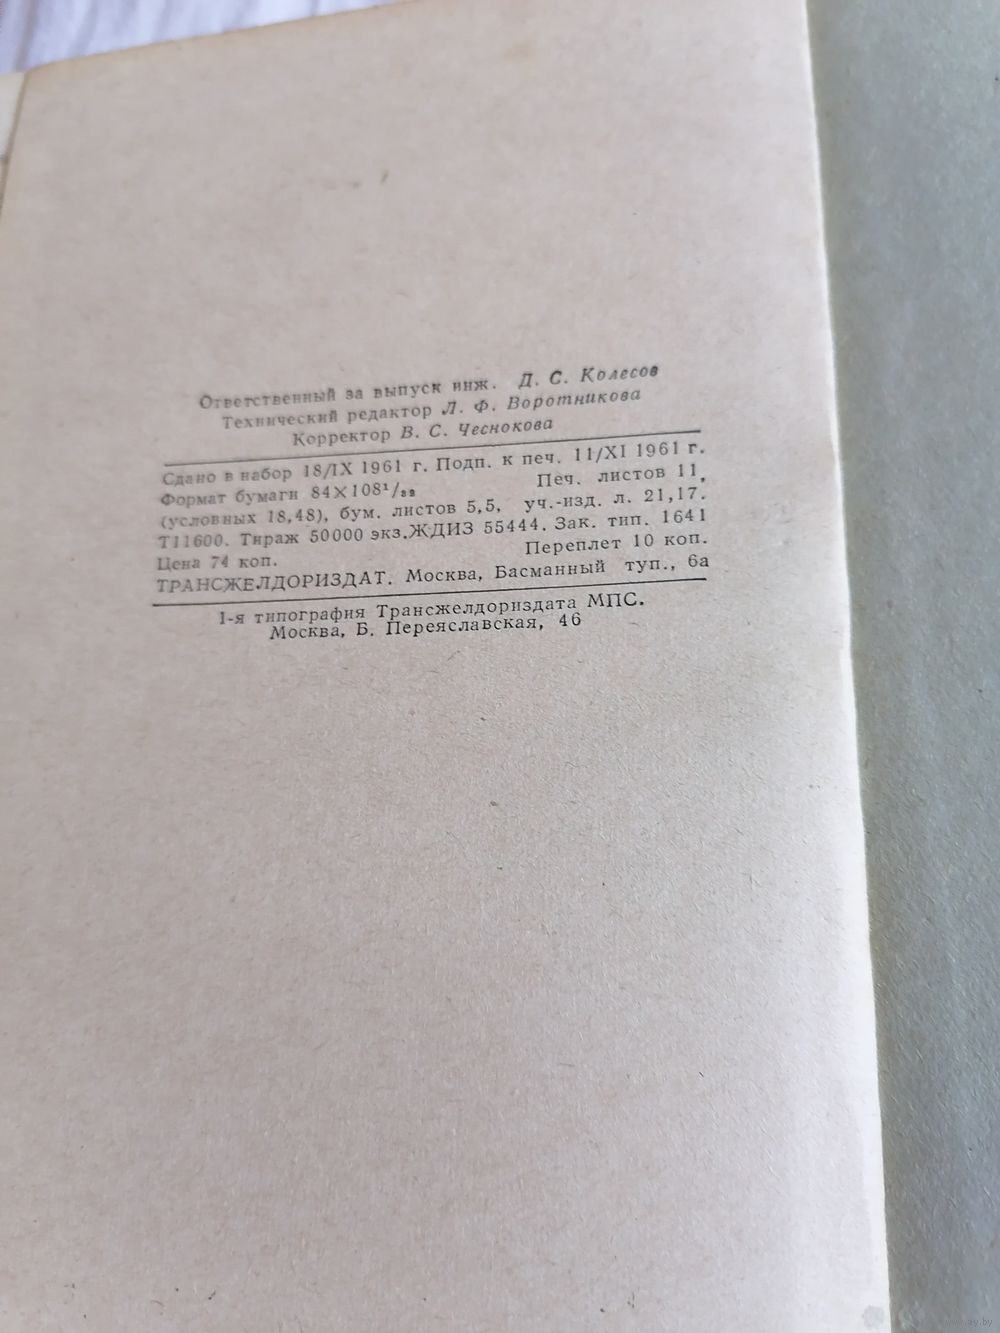 Ответственный за выпуск инж. Д. С. Колесов
Технический редактор Л. Ф. Воротникова
Корректор В. С. Чеснокова
Сдано в набор 18/IX 1961 г. Подп. к печ. 11/XI 1961 г.
Формат бумаги 84×108¹/₃₂ Печ. листов 11,
(условных 18,48), бум. листов 5,5, уч.-изд. л. 21,17.
Т11600. Тираж 50000 экз.ЖДИЗ 55444. Зак. тип. 1641
Цена 74 коп. Переплет 10 коп.
ТРАНСЖЕЛДОРИЗДАТ. Москва, Басманный туп., 6а
1-я типография Трансжелдориздата МПС.
Москва, Б. Переяславская, 46
www.ay.by